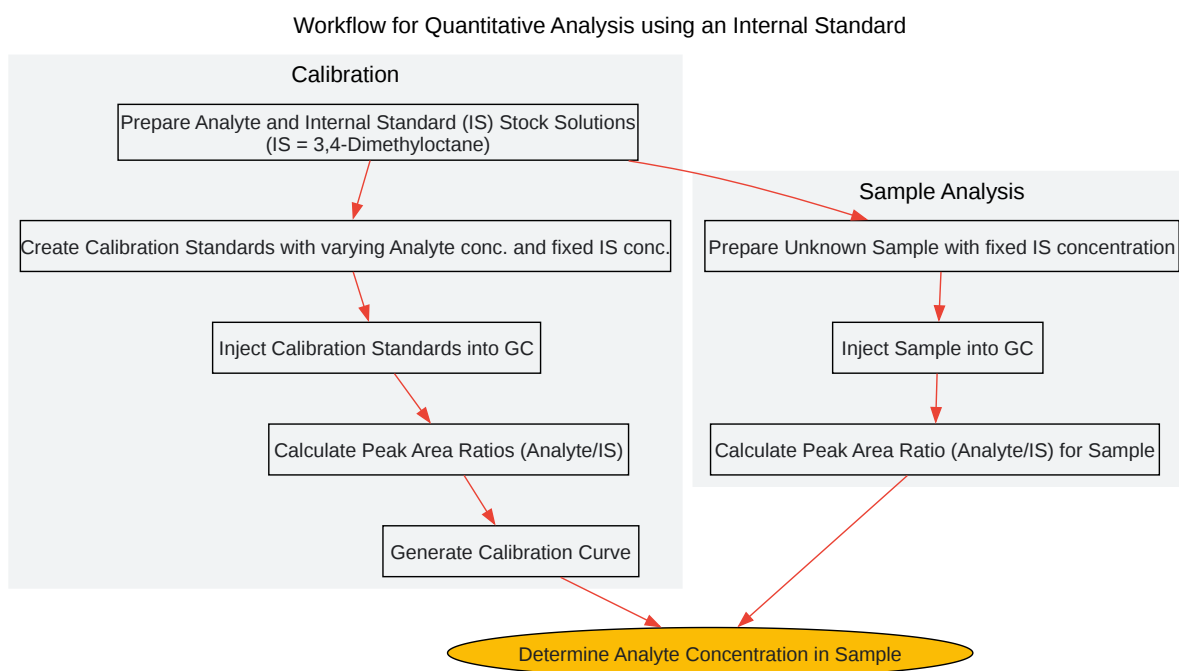 Workflow for Quantitative Analysis using an Internal Standard
Calibration
Prepare Analyte and Internal Standard (IS) Stock Solutions
(IS = 3,4-Dimethyloctane)
Create Calibration Standards with varying Analyte conc. and fixed IS conc.
Inject Calibration Standards into GC
Calculate Peak Area Ratios (Analyte/IS)
Generate Calibration Curve
Sample Analysis
Prepare Unknown Sample with fixed IS concentration
Inject Sample into GC
Calculate Peak Area Ratio (Analyte/IS) for Sample
Determine Analyte Concentration in Sample